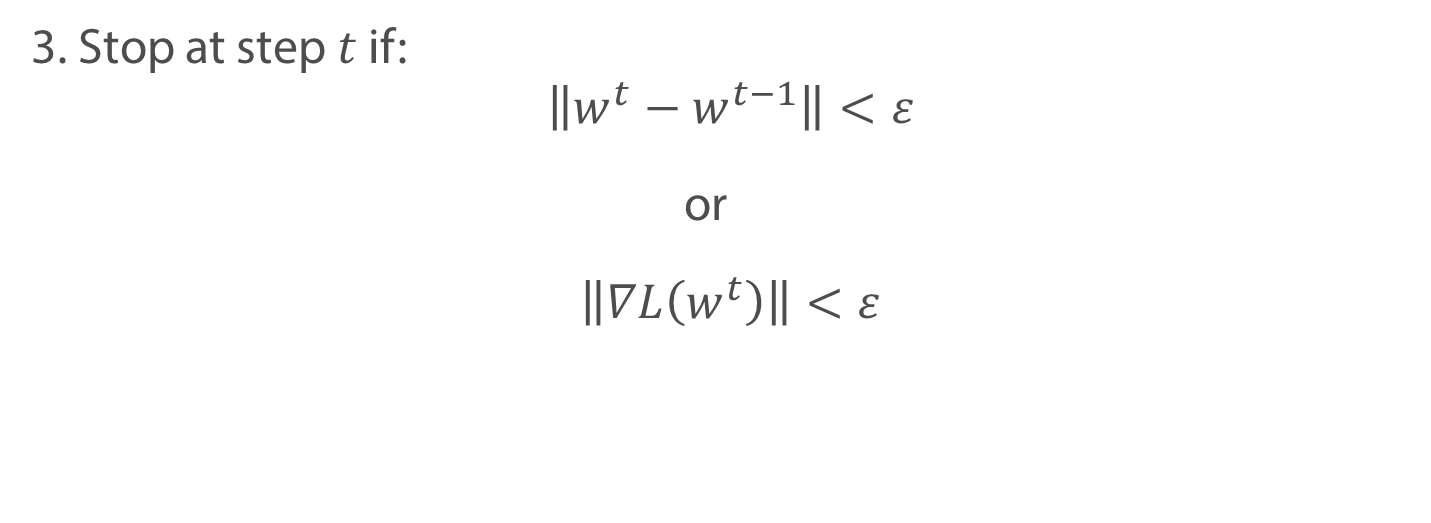 3. Stop at step t if:
‖wᵗ − wᵗ⁻¹‖ < ε
or
‖∇L(wᵗ)‖ < ε